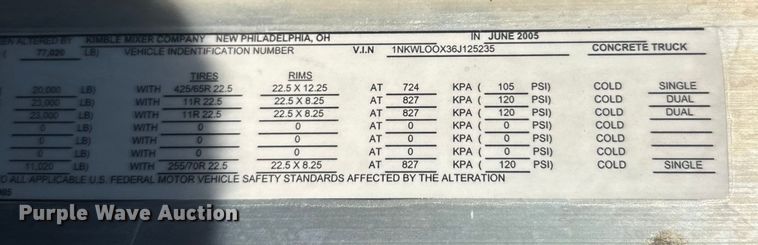 EN ALTERED BY KIMBLE MIXER COMPANY NEW PHILADELPHIA, OH IN JUNE 2005
( 77,020 LB) VEHICLE INDENTIFICATION NUMBER V.I.N 1NKWLOÖX36J125235 CONCRETE TRUCK
TIRES RIMS
20,000 LB) WITH 425/65R 22.5 22.5 X 12.25 AT 724 KPA ( 105 PSI) COLD SINGLE
23,000 LB) WITH 11R 22.5 22.5 X 8.25 AT 827 KPA ( 120 PSI) COLD DUAL
23,000 LB) WITH 11R 22.5 22.5 X 8.25 AT 827 KPA ( 120 PSI) COLD DUAL
0 LB) WITH 0 0 AT 0 KPA ( 0 PSI) COLD
0 LB) WITH 0 0 AT 0 KPA ( 0 PSI) COLD
0 LB) WITH 0 0 AT 0 KPA ( 0 PSI) COLD
11,020 LB) WITH 255/70R 22.5 22.5 X 8.25 AT 827 KPA ( 120 PSI) COLD SINGLE
O ALL APPLICABLE U.S. FEDERAL MOTOR VEHICLE SAFETY STANDARDS AFFECTED BY THE ALTERATION
Purple Wave Auction